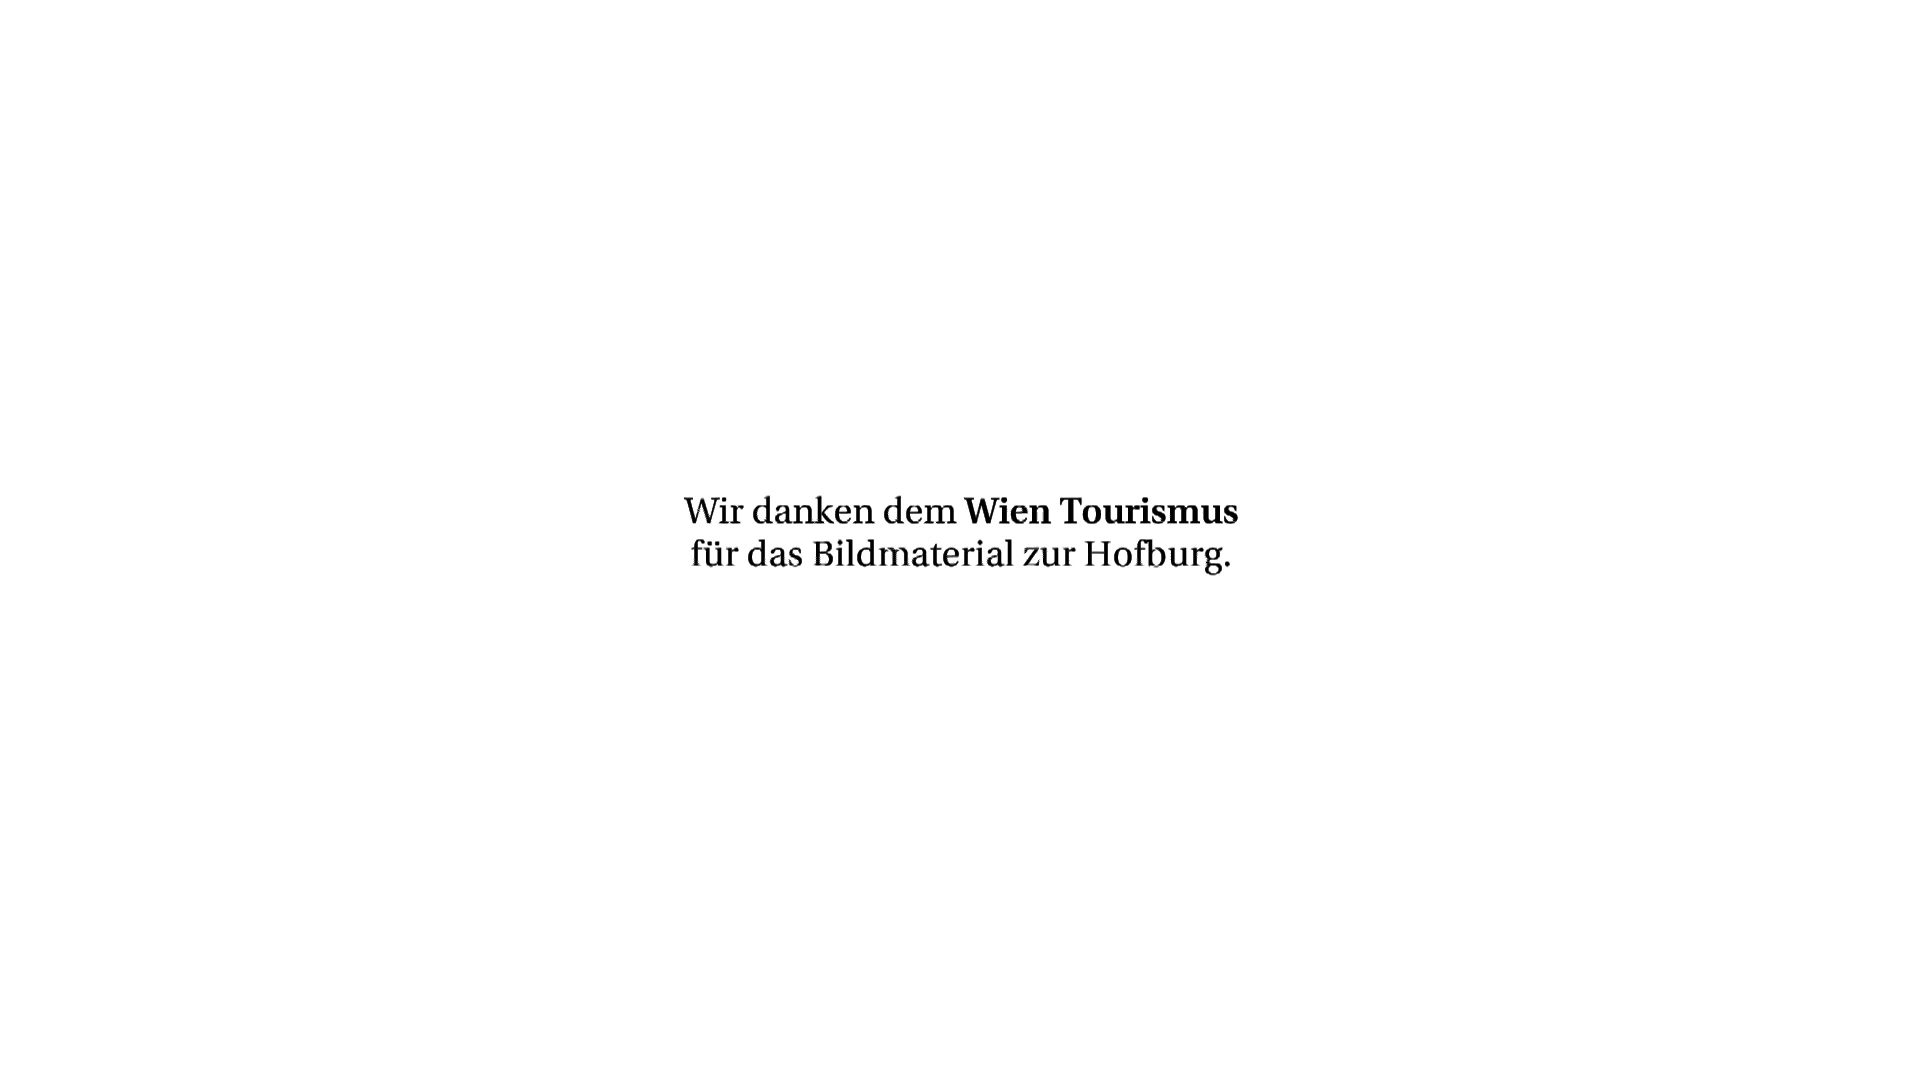 Wir danken dem Wien Tourismus
für das Bildmaterial zur Hofburg.